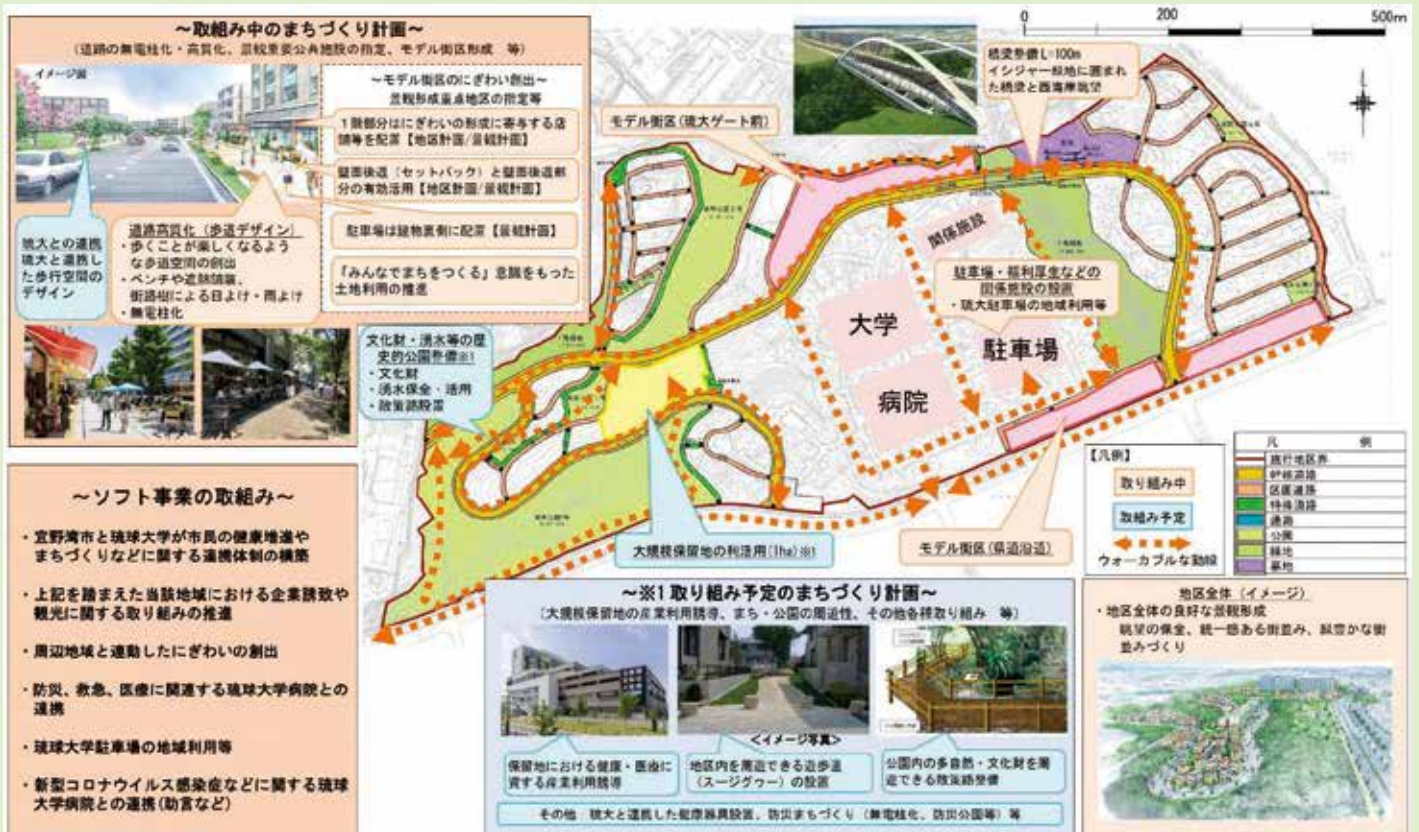 ～取組み中のまちづくり計画～
(道路の無電柱化・高質化、景観重要公共施設の指定、モデル街区形成 等)
イメージ図
～モデル街区のにぎわい創出～
景観形成重点地区の指定等
1階部分はにぎわいの形成に寄与する店
舗等を配置【地区計画/景観計画】
壁面後退（セットバック）と壁面後退部
分の有効活用【地区計画/景観計画】
駐車場は建物裏側に配置【景観計画】
「みんなでまちをつくる」意識をもった
土地利用の推進
琉大との連携
琉大と連携し
た歩行空間の
デザイン
道路高質化（歩道デザイン）
・歩くことが楽しくなるよう
な歩道空間の創出
・ベンチや遮熱舗装、
街路樹による日よけ・雨よけ
・無電柱化
0 200 500m
橋梁整備L=100m
イシジャー緑地に囲まれ
た橋梁と西海岸眺望
モデル街区(琉大ゲート前)
関係施設
駐車場・福利厚生などの
関係施設の設置
・琉大駐車場の地域利用等
大学
駐車場
病院
文化財・湧水等の歴
史的公園整備※1
・文化財
・湧水保全・活用
・散策路設置
大規模保留地の利活用(1ha)※1
モデル街区(県道沿道)
【凡例】
取り組み中
取組み予定
ウォーカブルな動線
凡 例
施行地区界
幹線道路
区画道路
特殊道路
通路
公園
緑地
墓地
～ソフト事業の取組み～
・宜野湾市と琉球大学が市民の健康増進や
まちづくりなどに関する連携体制の構築
・上記を踏まえた当該地域における企業誘致や
観光に関する取り組みの推進
・周辺地域と連動したにぎわいの創出
・防災、救急、医療に関連する琉球大学病院との
連携
・琉球大学駐車場の地域利用等
・新型コロナウイルス感染症などに関する琉球
大学病院との連携(助言など)
～※1 取り組み予定のまちづくり計画～
(大規模保留地の産業利用誘導、まち・公園の周遊性、その他各種取り組み 等)
＜イメージ写真＞
保留地における健康・医療に
資する産業利用誘導
地区内を周遊できる遊歩道
（スージグヮー）の設置
公園内の多自然・文化財を周
遊できる散策路整備
その他 琉大と連携した健康器具設置、防災まちづくり（無電柱化、防災公園等）等
地区全体（イメージ）
・地区全体の良好な景観形成
眺望の保全、統一感ある街並み、緑豊かな街
並みづくり